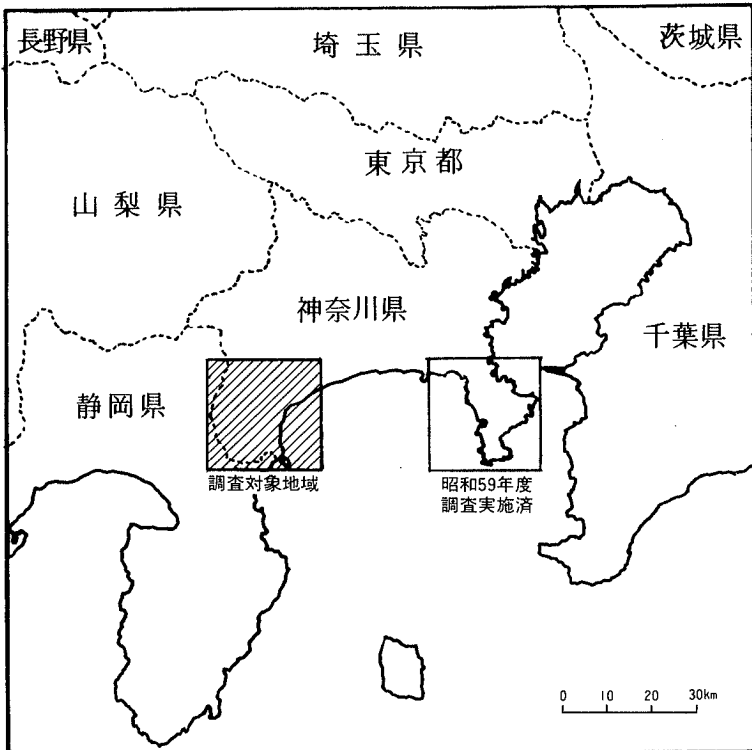 長野県
埼玉県
茨城県
東京都
山梨県
神奈川県
千葉県
静岡県
調査対象地域
昭和59年度
調査実施済
0 10 20 30km